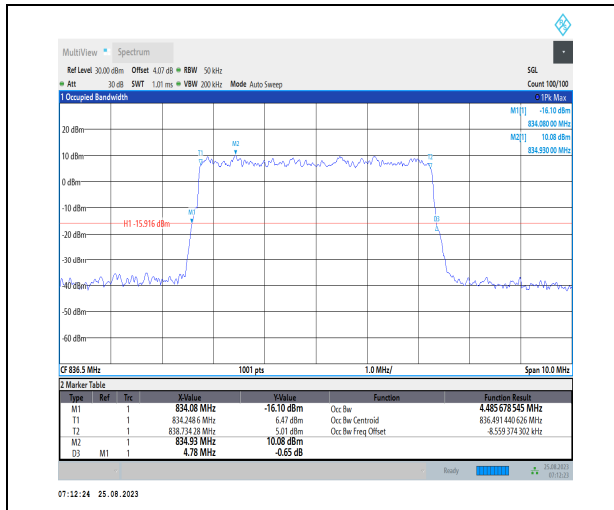 MultiView Spectrum
Ref Level 30.00 dBm Offset 4.07 dB RBW 50 kHz SGL
Att 30 dB SWT 1.01 ms VBW 200 kHz Mode Auto Sweep Count 100/100
1 Occupied Bandwidth 1Pk Max
M1[1] -16.10 dBm
834.08000 MHz
M2[1] 10.08 dBm
834.93000 MHz
20 dBm
10 dBm
0 dBm
-10 dBm
-20 dBm
-30 dBm
-40 dBm
-50 dBm
-60 dBm
T1
M2
T2
M1
D3
H1 -15.916 dBm
CF 836.5 MHz 1001 pts 1.0 MHz/ Span 10.0 MHz
2 Marker Table
Type Ref Trc X-Value Y-Value Function Function Result
M1 1 834.08 MHz -16.10 dBm Occ Bw 4.485 678 545 MHz
T1 1 834.248 6 MHz 6.47 dBm Occ Bw Centroid 836.491 440 626 MHz
T2 1 838.734 28 MHz 5.01 dBm Occ Bw Freq Offset -8.559 374 302 kHz
M2 1 834.93 MHz 10.08 dBm
D3 M1 1 4.78 MHz -0.65 dB
Ready 25.08.2023
07:12:23
07:12:24 25.08.2023